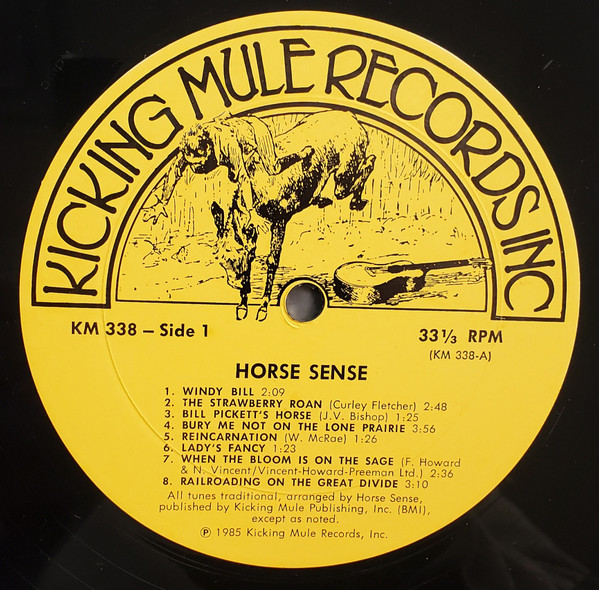 KICKING MULE RECORDS INC
KM 338 – Side 1
33 1/3 RPM
(KM 338-A)
HORSE SENSE
1. WINDY BILL 2:09
2. THE STRAWBERRY ROAN (Curley Fletcher) 2:48
3. BILL PICKETT'S HORSE (J.V. Bishop) 1:25
4. BURY ME NOT ON THE LONE PRAIRIE 3:56
5. REINCARNATION (W. McRae) 1:26
6. LADY'S FANCY 1:23
7. WHEN THE BLOOM IS ON THE SAGE (F. Howard
& N. Vincent/Vincent-Howard-Preeman Ltd.) 2:36
8. RAILROADING ON THE GREAT DIVIDE 3:10
All tunes traditional, arranged by Horse Sense,
published by Kicking Mule Publishing, Inc. (BMI),
except as noted.
℗ 1985 Kicking Mule Records, Inc.